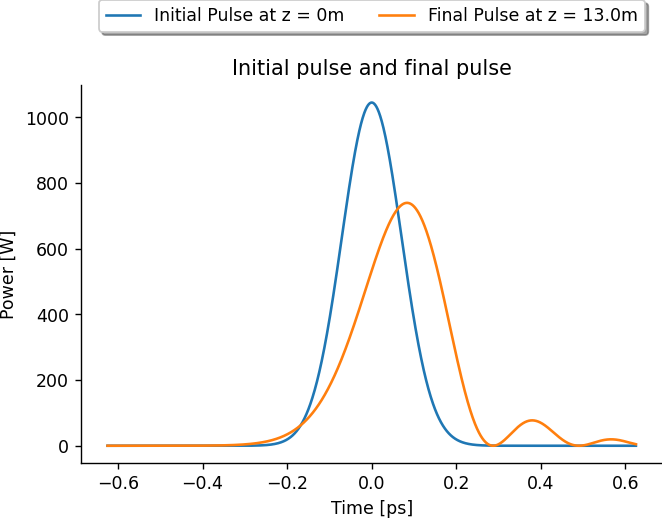 Initial Pulse at z = 0m
Final Pulse at z = 13.0m
Initial pulse and final pulse
1000
800
600
400
200
0
Power [W]
−0.6
−0.4
−0.2
0.0
0.2
0.4
0.6
Time [ps]